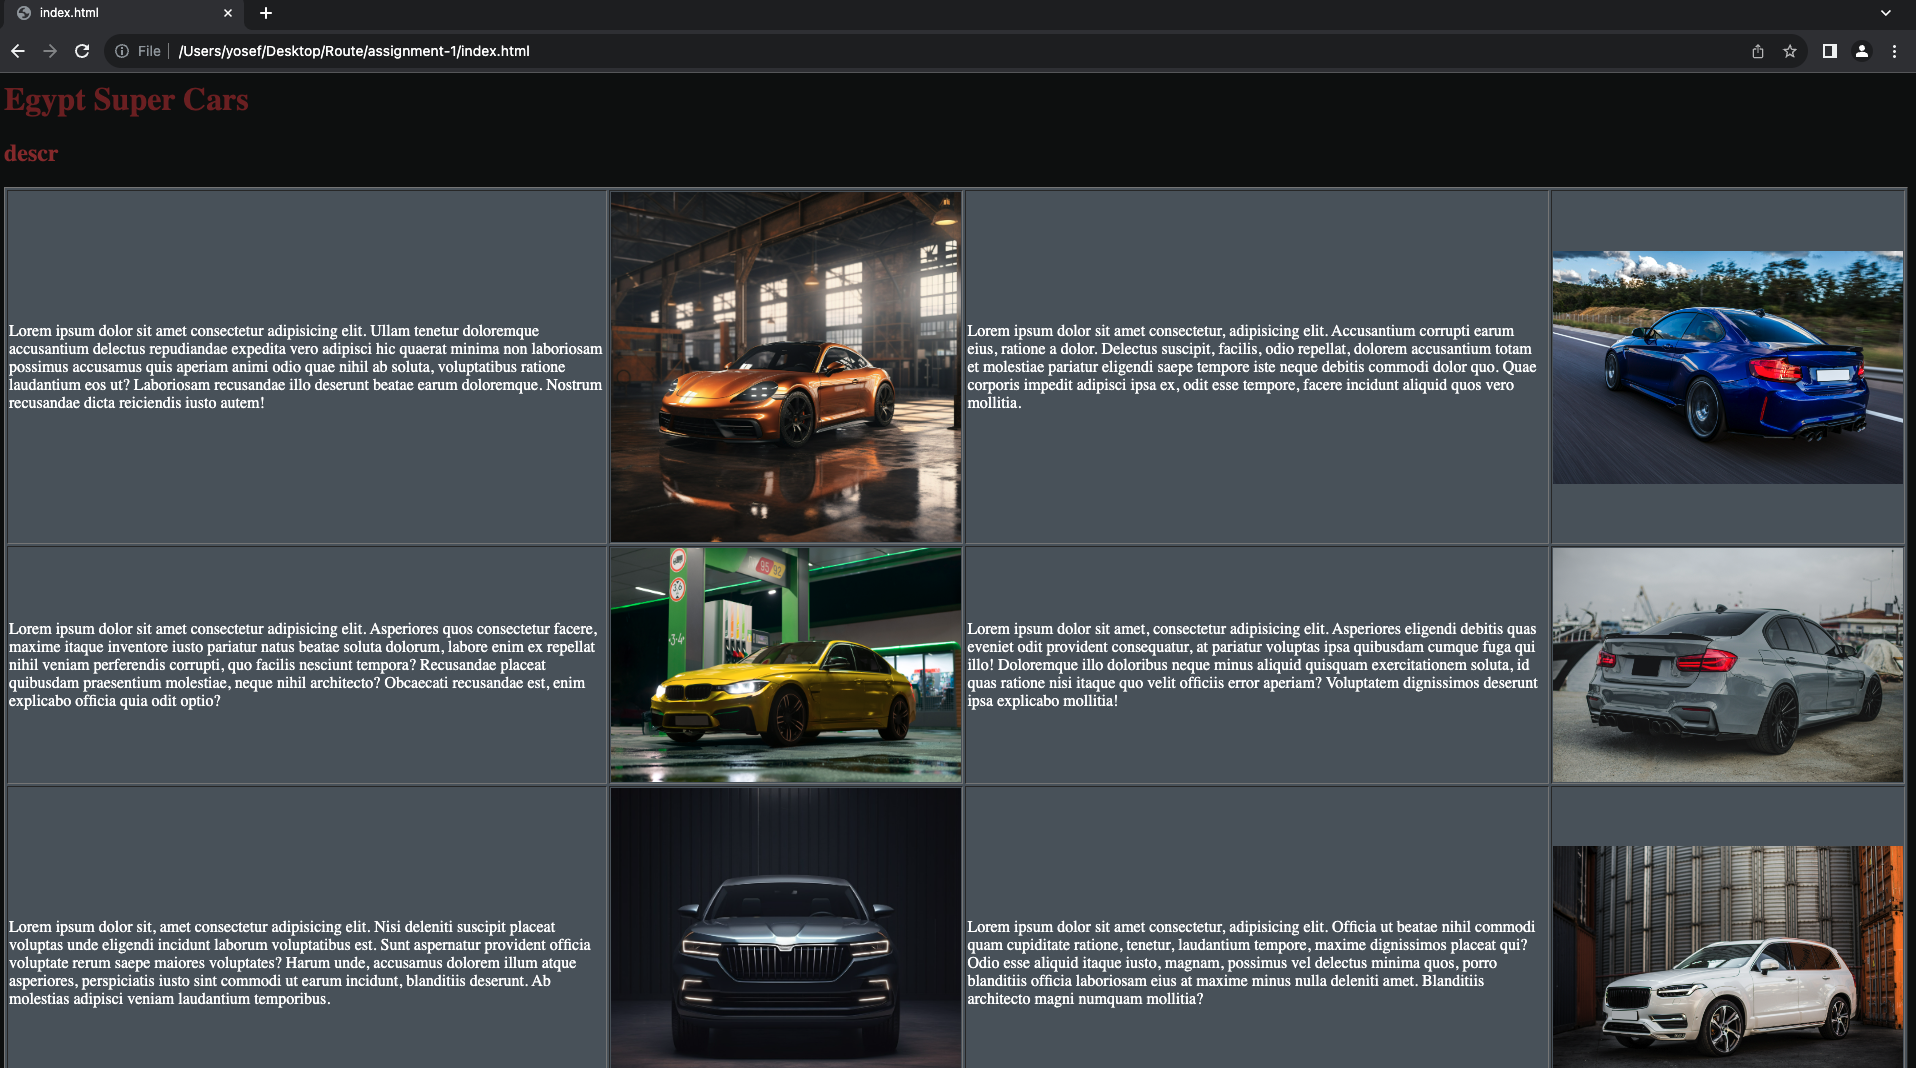 index.html
File
/Users/yosef/Desktop/Route/assignment-1/index.html
Egypt Super Cars
descr
Lorem ipsum dolor sit amet consectetur adipisicing elit. Ullam tenetur doloremque
accusantium delectus repudiandae expedita vero adipisci hic quaerat minima non laboriosam
possimus accusamus quis aperiam animi odio quae nihil ab soluta, voluptatibus ratione
laudantium eos ut? Laboriosam recusandae illo deserunt beatae earum doloremque. Nostrum
recusandae dicta reiciendis iusto autem!
Lorem ipsum dolor sit amet consectetur, adipisicing elit. Accusantium corrupti earum
eius, ratione a dolor. Delectus suscipit, facilis, odio repellat, dolorem accusantium totam
et molestiae pariatur eligendi saepe tempore iste neque debitis commodi dolor quo. Quae
corporis impedit adipisci ipsa ex, odit esse tempore, facere incidunt aliquid quos vero
mollitia.
Lorem ipsum dolor sit amet consectetur adipisicing elit. Asperiores quos consectetur facere,
maxime itaque inventore iusto pariatur natus beatae soluta dolorum, labore enim ex repellat
nihil veniam perferendis corrupti, quo facilis nesciunt tempora? Recusandae placeat
quibusdam praesentium molestiae, neque nihil architecto? Obcaecati recusandae est, enim
explicabo officia quia odit optio?
95 92
3·4
Lorem ipsum dolor sit amet, consectetur adipisicing elit. Asperiores eligendi debitis quas
eveniet odit provident consequatur, at pariatur voluptas ipsa quibusdam cumque fuga qui
illo! Doloremque illo doloribus neque minus aliquid quisquam exercitationem soluta, id
quas ratione nisi itaque quo velit officiis error aperiam? Voluptatem dignissimos deserunt
ipsa explicabo mollitia!
Lorem ipsum dolor sit, amet consectetur adipisicing elit. Nisi deleniti suscipit placeat
voluptas unde eligendi incidunt laborum voluptatibus est. Sunt aspernatur provident officia
voluptate rerum saepe maiores voluptates? Harum unde, accusamus dolorem illum atque
asperiores, perspiciatis iusto sint commodi ut earum incidunt, blanditiis deserunt. Ab
molestias adipisci veniam laudantium temporibus.
Lorem ipsum dolor sit amet consectetur, adipisicing elit. Officia ut beatae nihil commodi
quam cupiditate ratione, tenetur, laudantium tempore, maxime dignissimos placeat qui?
Odio esse aliquid itaque iusto, magnam, possimus vel delectus minima quos, porro
blanditiis officia laboriosam eius at maxime minus nulla deleniti amet. Blanditiis
architecto magni numquam mollitia?